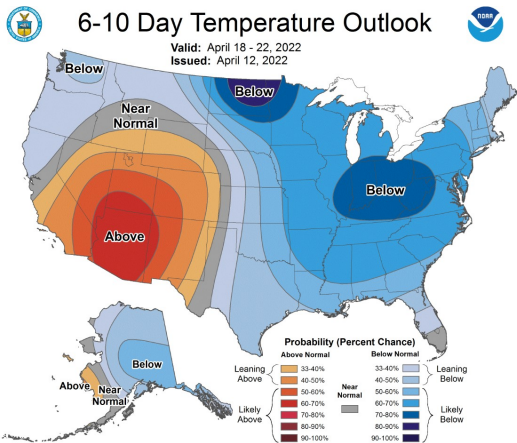 6-10 Day Temperature Outlook
Valid: April 18 - 22, 2022
Issued: April 12, 2022
NOAA
Below
Below
Near
Normal
Below
Above
Below
Above
Near
Normal
Probability (Percent Chance)
Above Normal
Below Normal
Leaning
Above
33-40%
40-50%
Likely
Above
50-60%
60-70%
70-80%
80-90%
90-100%
Near
Normal
33-40%
40-50%
Leaning
Below
50-60%
60-70%
70-80%
80-90%
90-100%
Likely
Below